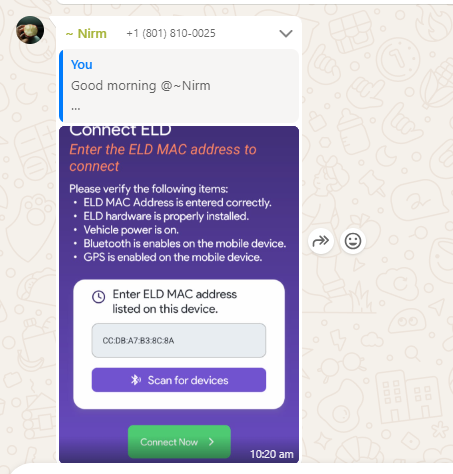 ~ Nirm +1 (801) 810-0025
You
Good morning @~Nirm
...
Connect ELD
Enter the ELD MAC address to
connect
Please verify the following items:
• ELD MAC Address is entered correctly.
• ELD hardware is properly installed.
• Vehicle power is on.
• Bluetooth is enables on the mobile device.
• GPS is enabled on the mobile device.
Enter ELD MAC address
listed on this device.
CC:DB:A7:B3:8C:8A
Scan for devices
Connect Now
10:20 am